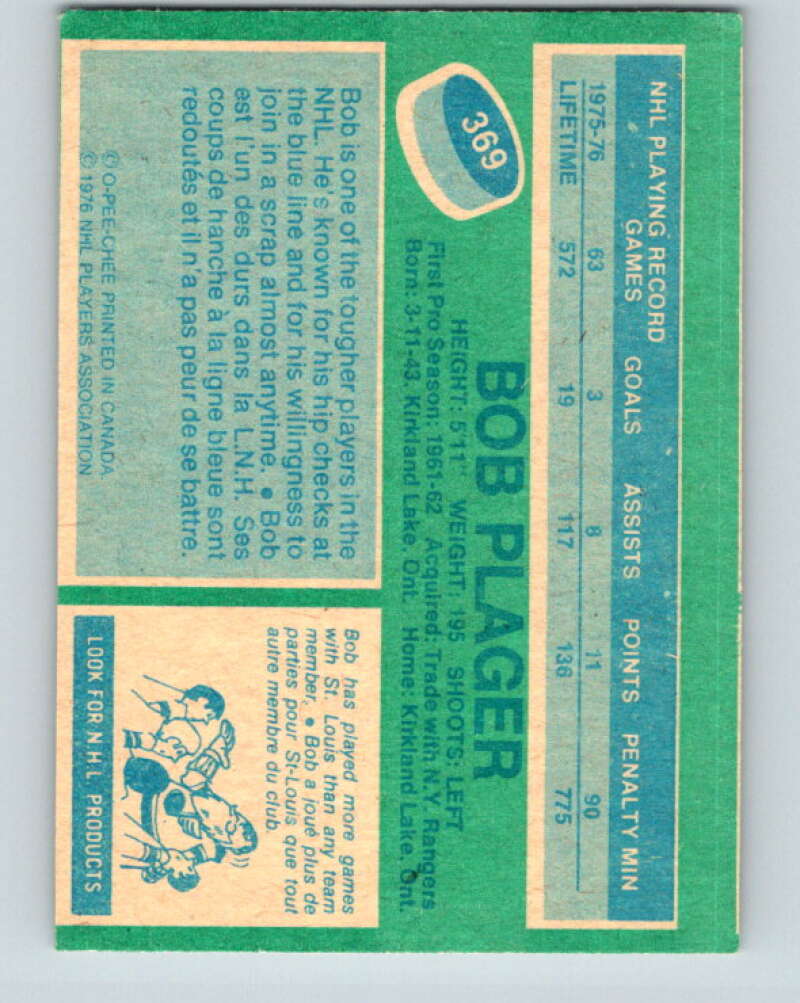 369
BOB PLAGER
HEIGHT: 5'11" WEIGHT: 195 SHOOTS: LEFT
First Pro Season: 1961-62 Acquired: Trade with N.Y. Rangers
Born: 3-11-43, Kirkland Lake, Ont. Home: Kirkland Lake, Ont.
NHL PLAYING RECORD
GAMES GOALS ASSISTS POINTS PENALTY MIN
1975-76 63 3 8 11 90
LIFETIME 572 19 117 136 775
Bob is one of the tougher players in the
NHL. He's known for his hip checks at
the blue line and for his willingness to
join in a scrap almost anytime. • Bob
est l'un des durs dans la L.N.H. Ses
coups de hanche à la ligne bleue sont
redoutés et il n'a pas peur de se battre.
© O-PEE-CHEE PRINTED IN CANADA
© 1976 NHL PLAYERS ASSOCIATION
Bob has played more games
with St. Louis than any team
member. • Bob a joué plus de
parties pour St-Louis que tout
autre membre du club.
LOOK FOR N.H.L. PRODUCTS